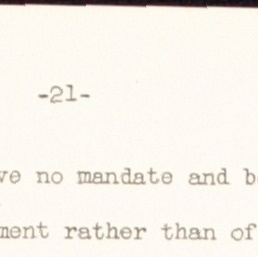 -21-
ve no mandate and b
ment rather than of